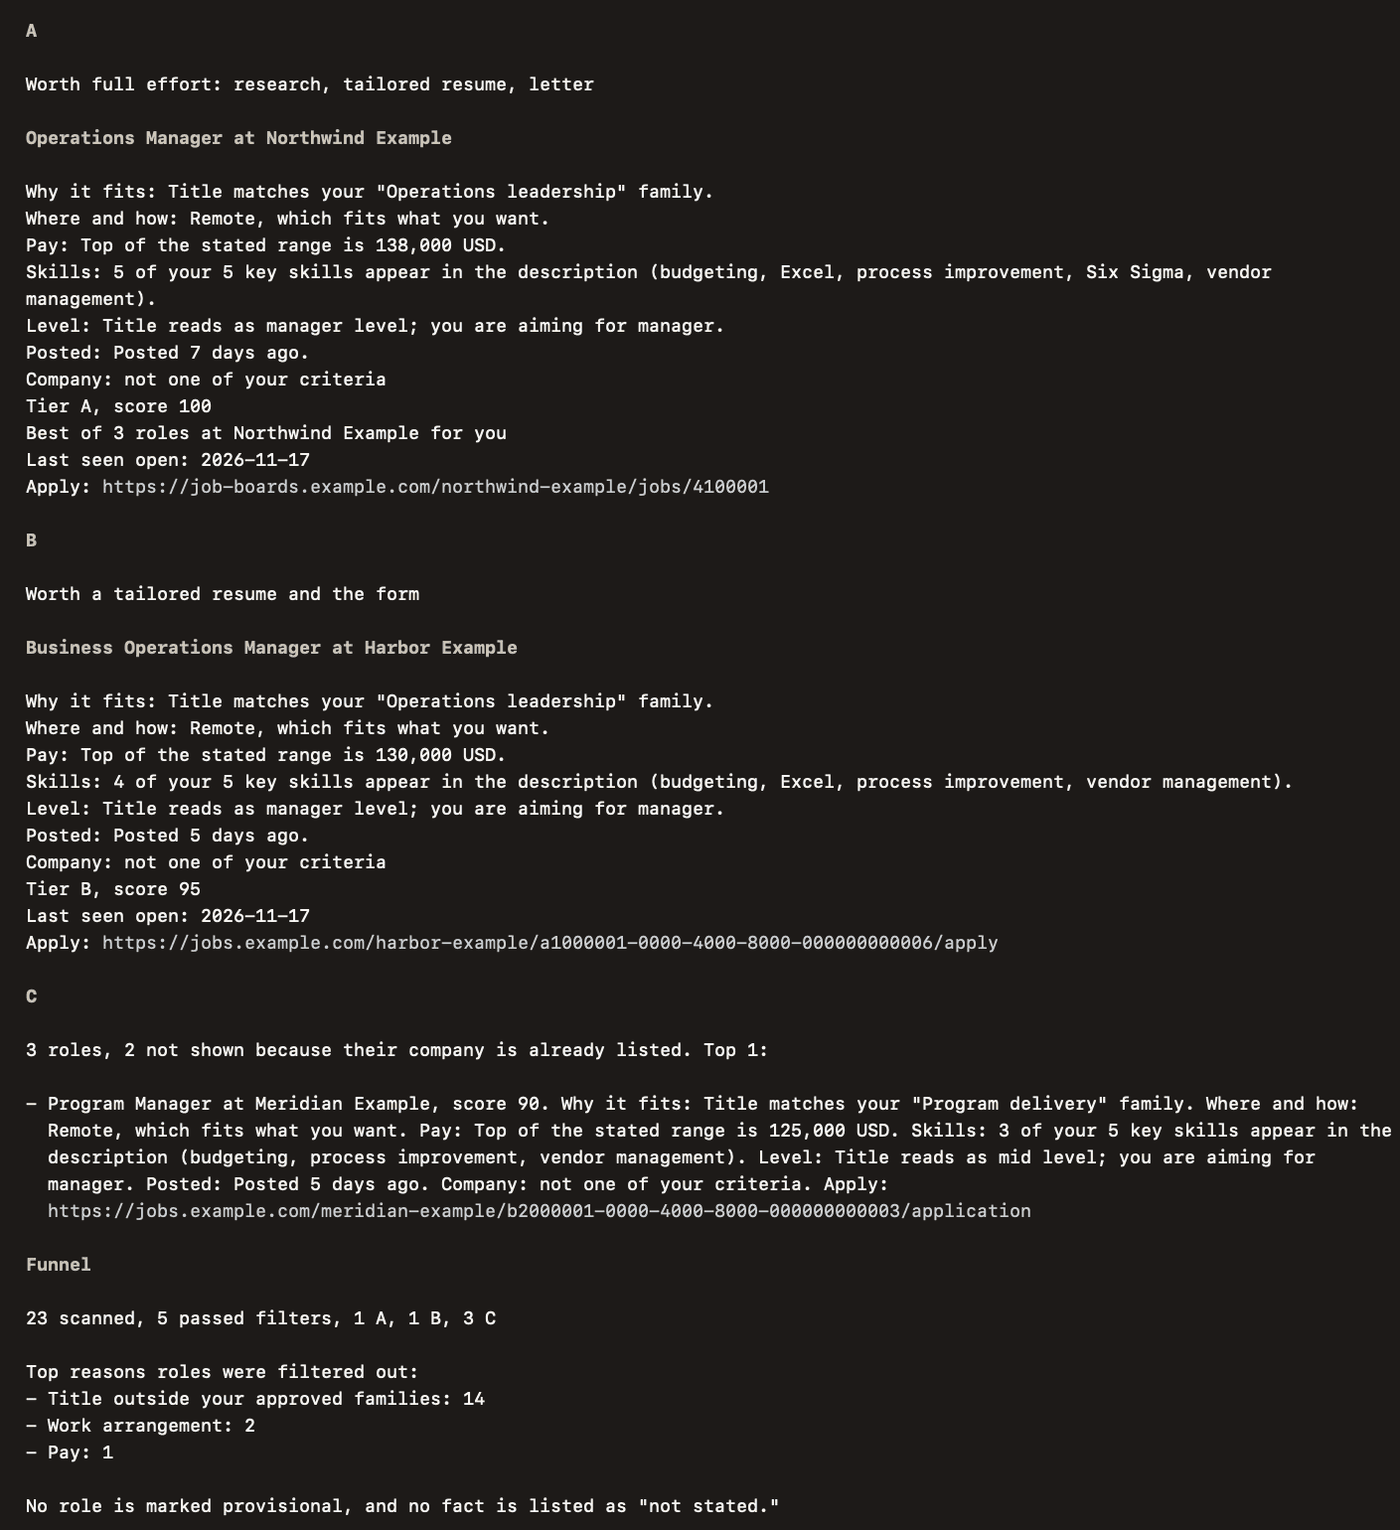 A
Worth full effort: research, tailored resume, letter
Operations Manager at Northwind Example
Why it fits: Title matches your "Operations leadership" family.
Where and how: Remote, which fits what you want.
Pay: Top of the stated range is 138,000 USD.
Skills: 5 of your 5 key skills appear in the description (budgeting, Excel, process improvement, Six Sigma, vendor
management).
Level: Title reads as manager level; you are aiming for manager.
Posted: Posted 7 days ago.
Company: not one of your criteria
Tier A, score 100
Best of 3 roles at Northwind Example for you
Last seen open: 2026-11-17
Apply: https://job-boards.example.com/northwind-example/jobs/4100001
B
Worth a tailored resume and the form
Business Operations Manager at Harbor Example
Why it fits: Title matches your "Operations leadership" family.
Where and how: Remote, which fits what you want.
Pay: Top of the stated range is 130,000 USD.
Skills: 4 of your 5 key skills appear in the description (budgeting, Excel, process improvement, vendor management).
Level: Title reads as manager level; you are aiming for manager.
Posted: Posted 5 days ago.
Company: not one of your criteria
Tier B, score 95
Last seen open: 2026-11-17
Apply: https://jobs.example.com/harbor-example/a1000001-0000-4000-8000-000000000006/apply
C
3 roles, 2 not shown because their company is already listed. Top 1:
- Program Manager at Meridian Example, score 90. Why it fits: Title matches your "Program delivery" family. Where and how:
Remote, which fits what you want. Pay: Top of the stated range is 125,000 USD. Skills: 3 of your 5 key skills appear in the
description (budgeting, process improvement, vendor management). Level: Title reads as mid level; you are aiming for
manager. Posted: Posted 5 days ago. Company: not one of your criteria. Apply:
https://jobs.example.com/meridian-example/b2000001-0000-4000-8000-000000000003/application
Funnel
23 scanned, 5 passed filters, 1 A, 1 B, 3 C
Top reasons roles were filtered out:
- Title outside your approved families: 14
- Work arrangement: 2
- Pay: 1
No role is marked provisional, and no fact is listed as "not stated."